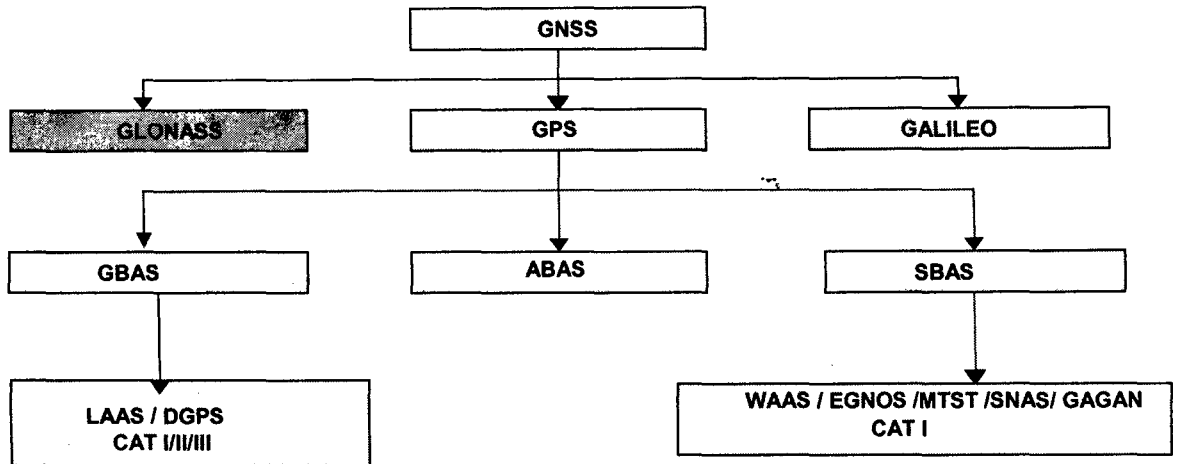 GNSS
GLONASS
GPS
GALILEO
GBAS
ABAS
SBAS
LAAS / DGPS
CAT I/II/III
WAAS / EGNOS /MTST /SNAS/ GAGAN
CAT I